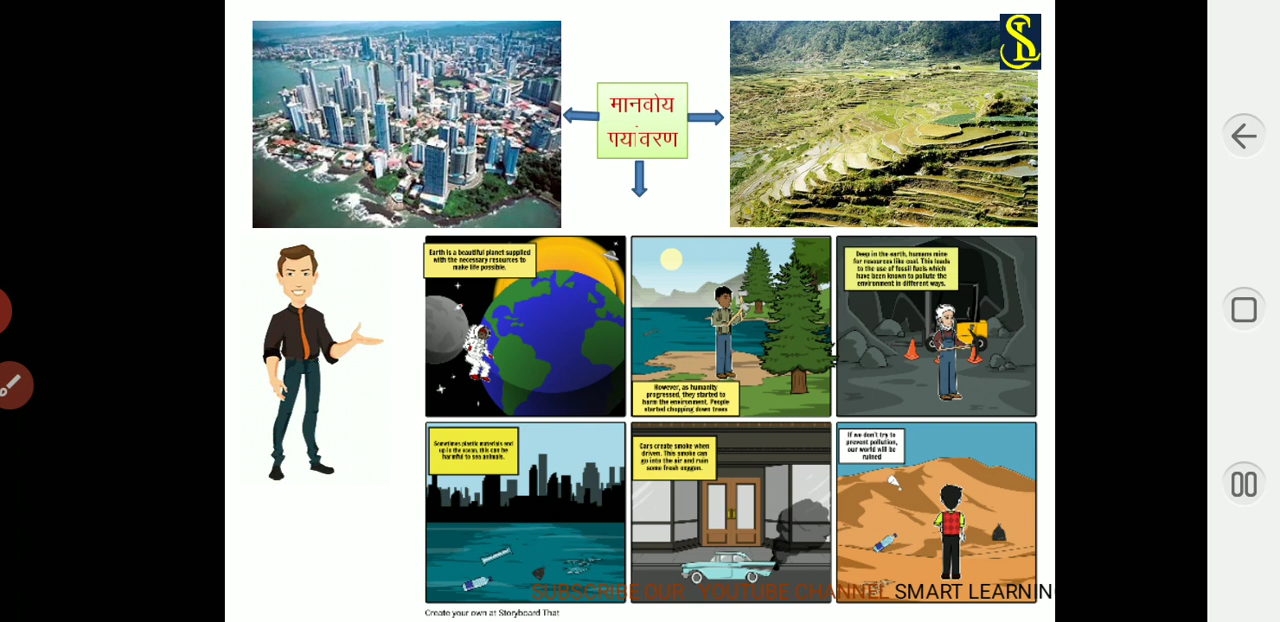 SL
मानवोय
पर्यावरण
Earth is a beautiful planet supplied
with the necessary resources to
make life possible.
However, as humanity
progressed, they started to
harm the environment. People
started chopping down trees
Deep in the earth, humans mine
for resources like coal. This leads
to the use of fossil fuels which
have been known to pollute the
environment in different ways.
Sometimes plastic materials end
up in the ocean, this can be
harmful to sea animals.
Cars create smoke when
driven. This smoke can
go into the air and ruin
some fresh oxygen.
If we don't try to
prevent pollution,
our world will be
ruined
SUBSCRIBE OUR YOUTUBE CHANNEL SMART LEARNIN
Create your own at Storyboard That